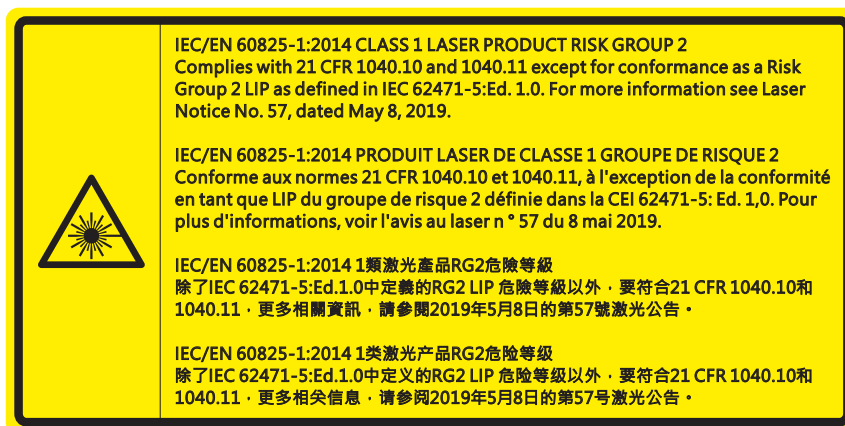 IEC/EN 60825-1:2014 CLASS 1 LASER PRODUCT RISK GROUP 2
Complies with 21 CFR 1040.10 and 1040.11 except for conformance as a Risk
Group 2 LIP as defined in IEC 62471-5:Ed. 1.0. For more information see Laser
Notice No. 57, dated May 8, 2019.
IEC/EN 60825-1:2014 PRODUIT LASER DE CLASSE 1 GROUPE DE RISQUE 2
Conforme aux normes 21 CFR 1040.10 et 1040.11, à l'exception de la conformité
en tant que LIP du groupe de risque 2 définie dans la CEI 62471-5: Ed. 1,0. Pour
plus d'informations, voir l'avis au laser n ° 57 du 8 mai 2019.
IEC/EN 60825-1:2014 1類激光產品RG2危險等級
除了IEC 62471-5:Ed.1.0中定義的RG2 LIP 危險等級以外，要符合21 CFR 1040.10和
1040.11，更多相關資訊，請參閱2019年5月8日的第57號激光公告。
IEC/EN 60825-1:2014 1类激光产品RG2危险等级
除了IEC 62471-5:Ed.1.0中定义的RG2 LIP 危险等级以外，要符合21 CFR 1040.10和
1040.11，更多相关信息，请参阅2019年5月8日的第57号激光公告。